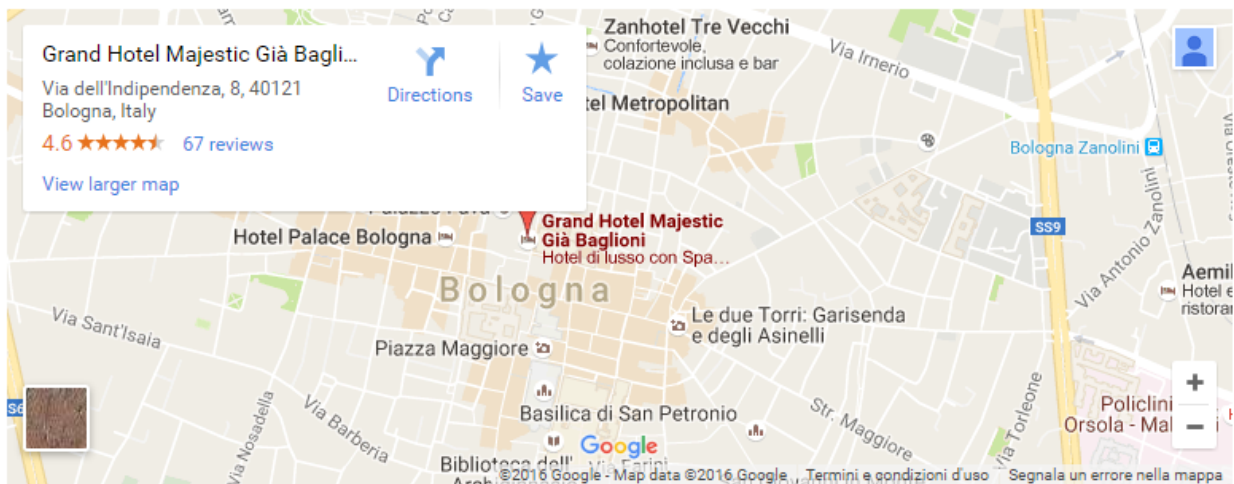 Grand Hotel Majestic Già Bagli...
Via dell'Indipendenza, 8, 40121
Bologna, Italy
4.6
67 reviews
View larger map
Directions
Save
Zanhotel Tre Vecchi
Confortevole,
colazione inclusa e bar
tel Metropolitan
Via Irnerio
Bologna Zanolini
Hotel Palace Bologna
Grand Hotel Majestic
Già Baglioni
Hotel di lusso con Spa...
SS9
Via Antonio Zanolini
Aemil
Hotel e
ristorar
Bologna
Le due Torri: Garisenda
e degli Asinelli
Via Sant'Isaia
Piazza Maggiore
+
−
Policlini
Orsola - Mal
Basilica di San Petronio
Via Nosadella
Via Barberia
Str. Maggiore
Via Torleone
Google
Biblioteca dell'
Via Farini
©2016 Google - Map data ©2016 Google
Termini e condizioni d'uso
Segnala un errore nella mappa